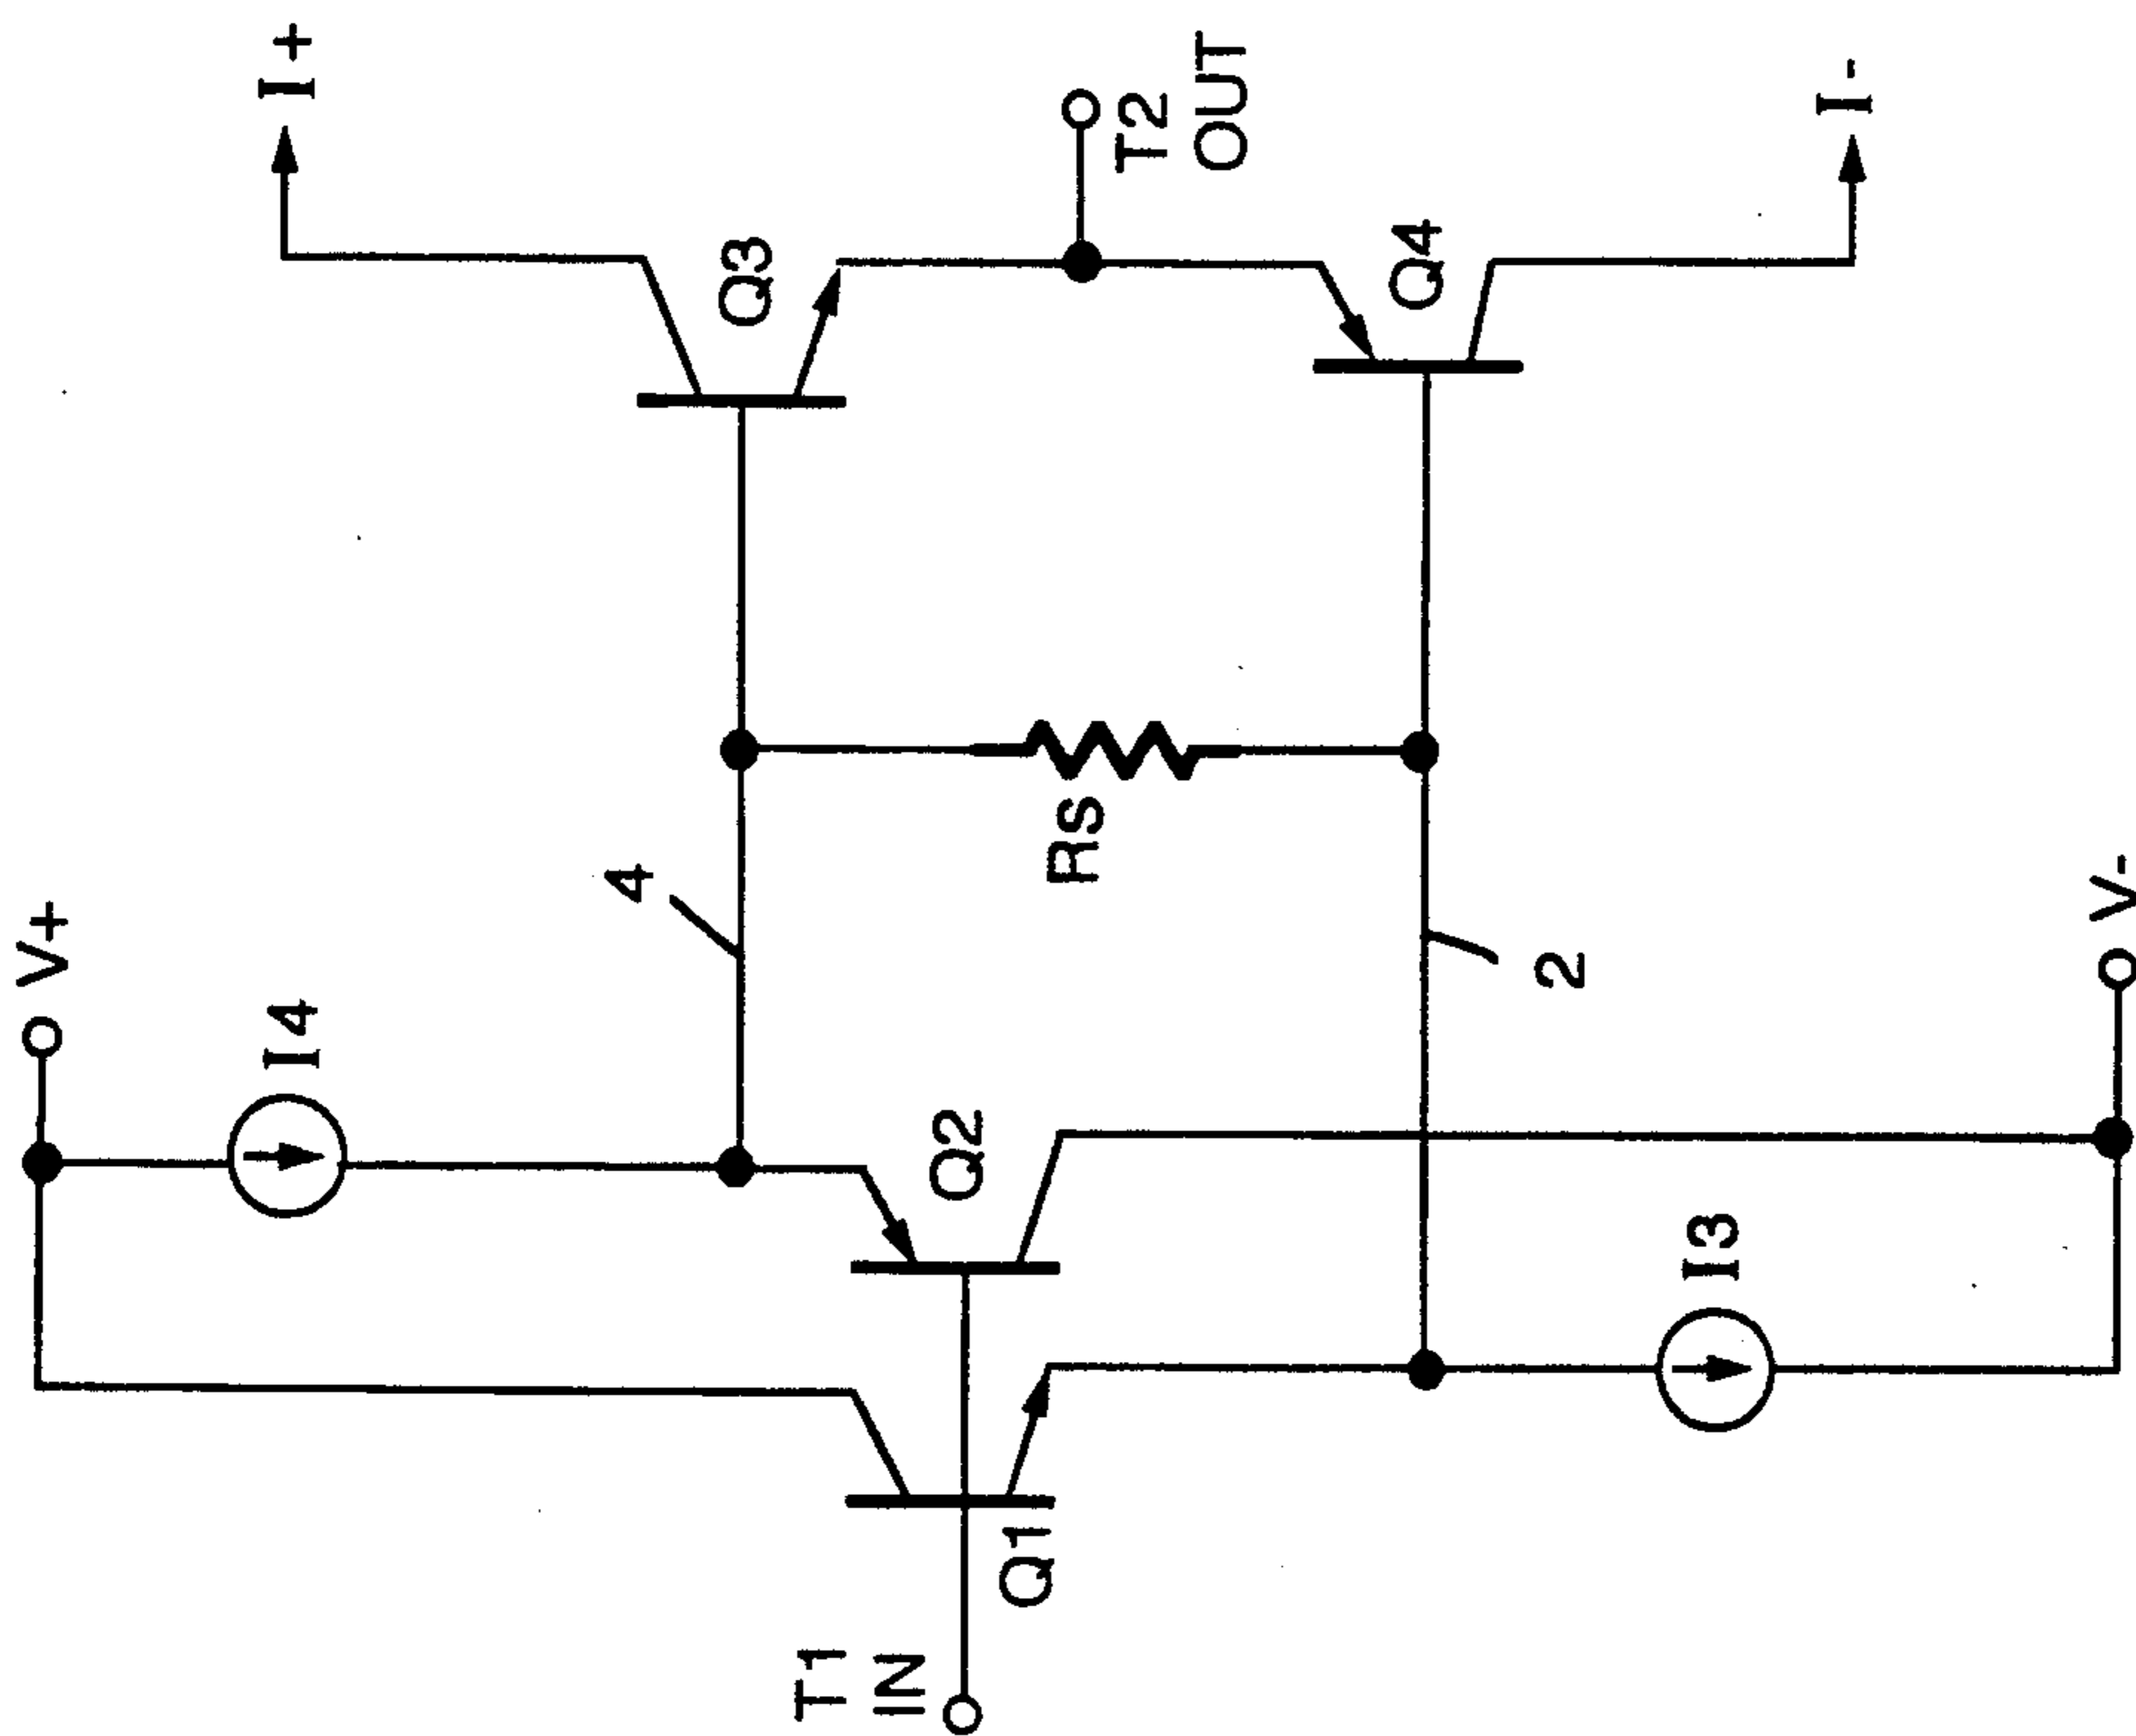 V+
I4
I+
4
Q3
Q2
T1
IN
Q1
Rs
T2
OUT
Q4
2
I3
I-
V-